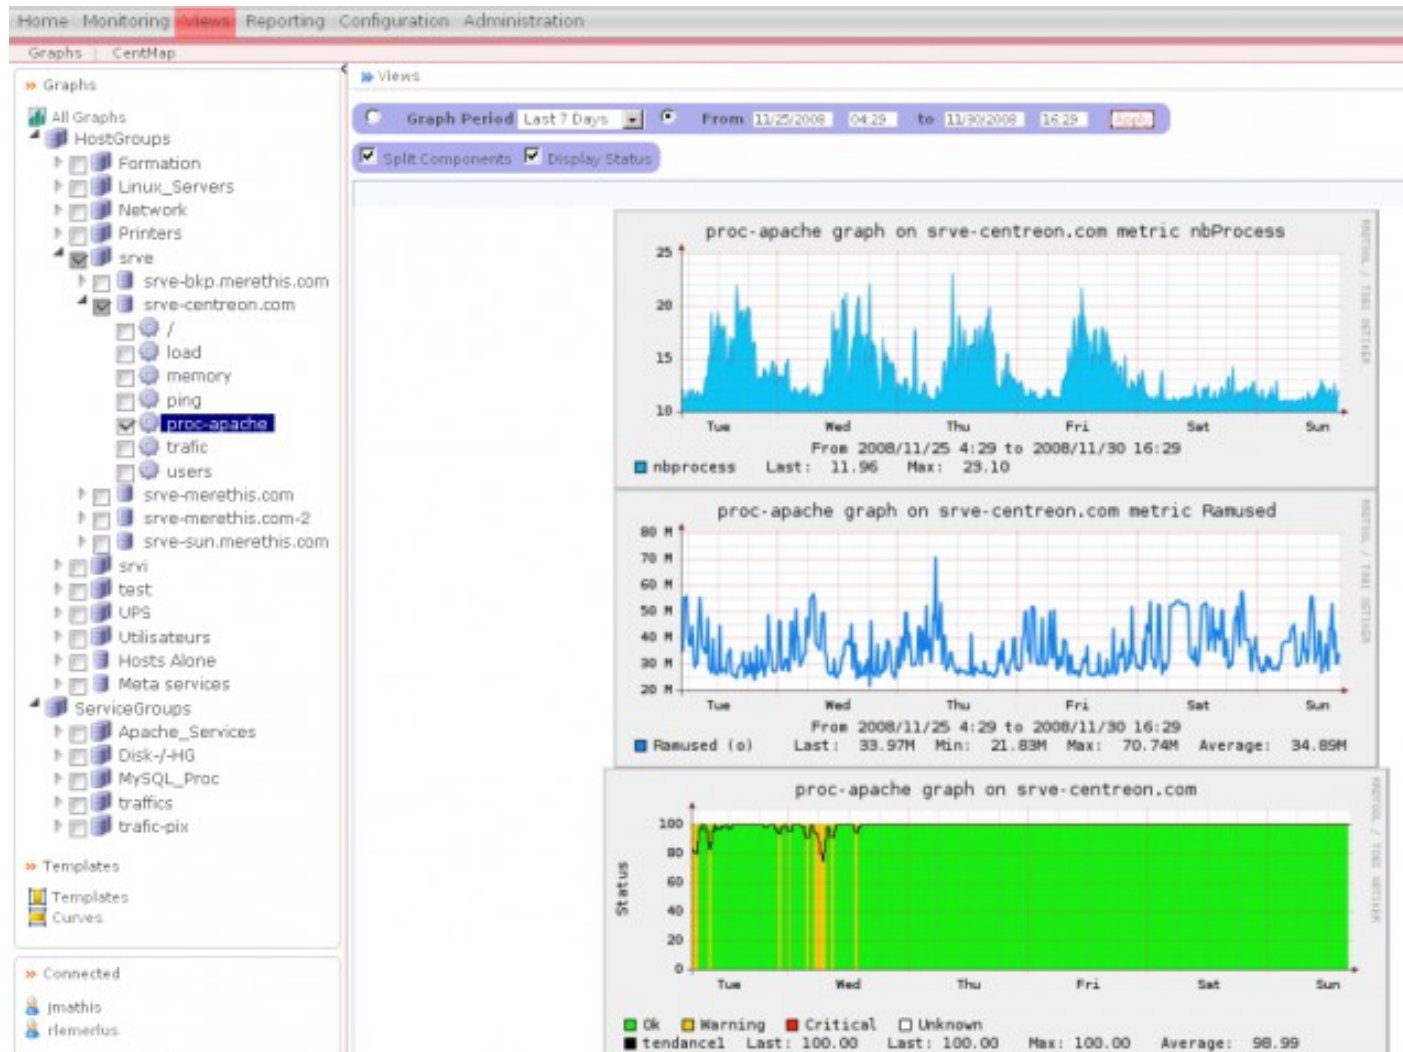 Home Monitoring Views Reporting Configuration Administration
Graphs | CentMap
Graphs
All Graphs
HostGroups
Formation
Linux_Servers
Network
Printers
srve
srve-bkp.merethis.com
srve-centreon.com
/
load
memory
ping
proc-apache
trafic
users
srve-merethis.com
srve-merethis.com-2
srve-sun.merethis.com
srvi
test
UPS
Utilisateurs
Hosts Alone
Meta services
ServiceGroups
Apache_Services
Disk-/-HG
MySQL_Proc
traffics
trafic-pix
Templates
Templates
Curves
Connected
jmathis
rlemerlus
Views
Graph Period Last 7 Days From 11/25/2008 04:29 to 11/30/2008 16:29 Apply
Split Components Display Status
proc-apache graph on srve-centreon.com metric nbProcess
25
20
15
10
Tue Wed Thu Fri Sat Sun
From 2008/11/25 4:29 to 2008/11/30 16:29
nbprocess Last: 11.96 Max: 23.10
RRDTOOL / TOBI OETIKER
proc-apache graph on srve-centreon.com metric Ramused
80 M
70 M
60 M
50 M
40 M
30 M
20 M
Tue Wed Thu Fri Sat Sun
From 2008/11/25 4:29 to 2008/11/30 16:29
Ramused (o) Last: 33.97M Min: 21.83M Max: 70.74M Average: 34.89M
RRDTOOL / TOBI OETIKER
proc-apache graph on srve-centreon.com
Status
100
80
60
40
20
0
Tue Wed Thu Fri Sat Sun
Ok Warning Critical Unknown
tendance1 Last: 100.00 Last: 100.00 Max: 100.00 Average: 98.99
RRDTOOL / TOBI OETIKER